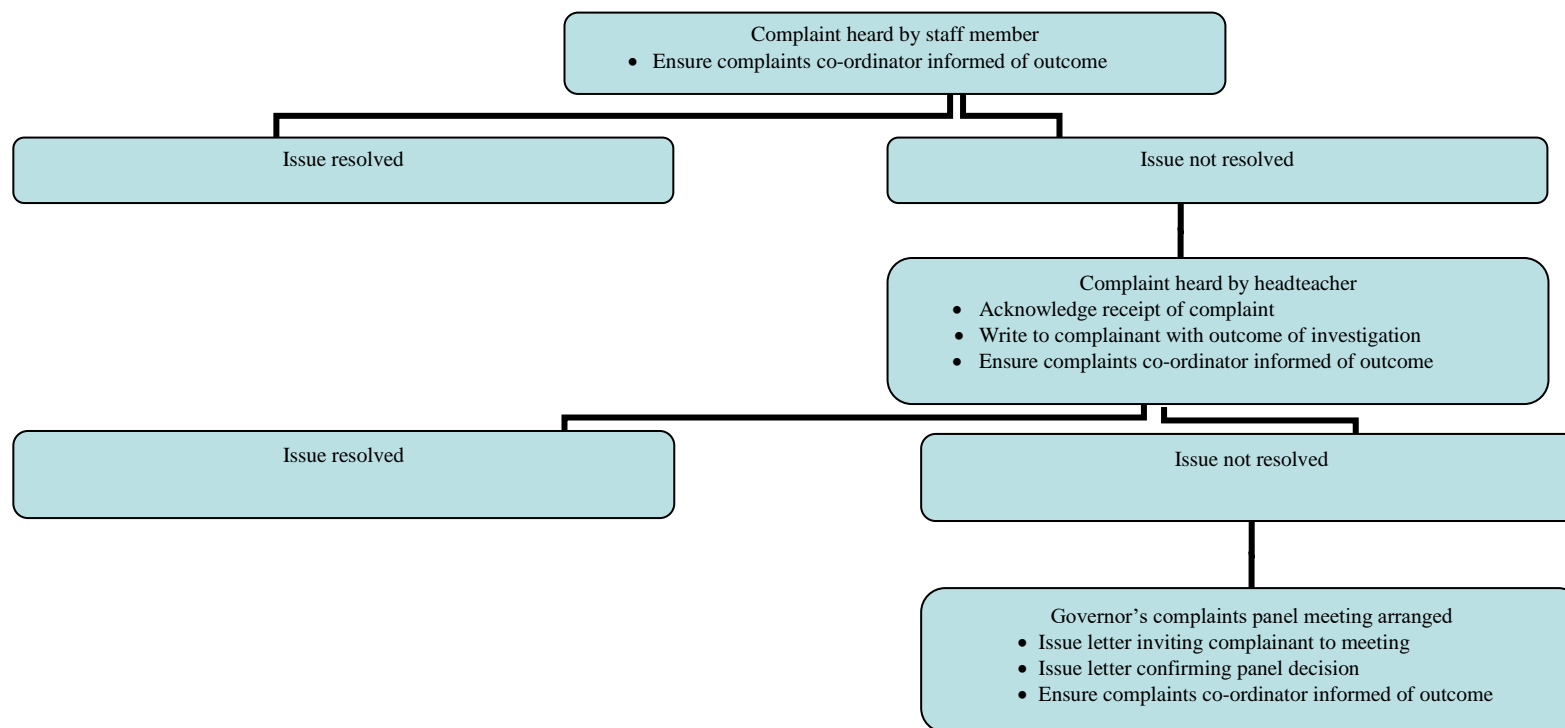 Complaint heard by staff member
• Ensure complaints co-ordinator informed of outcome
Issue resolved
Issue not resolved
Complaint heard by headteacher
• Acknowledge receipt of complaint
• Write to complainant with outcome of investigation
• Ensure complaints co-ordinator informed of outcome
Issue resolved
Issue not resolved
Governor’s complaints panel meeting arranged
• Issue letter inviting complainant to meeting
• Issue letter confirming panel decision
• Ensure complaints co-ordinator informed of outcome